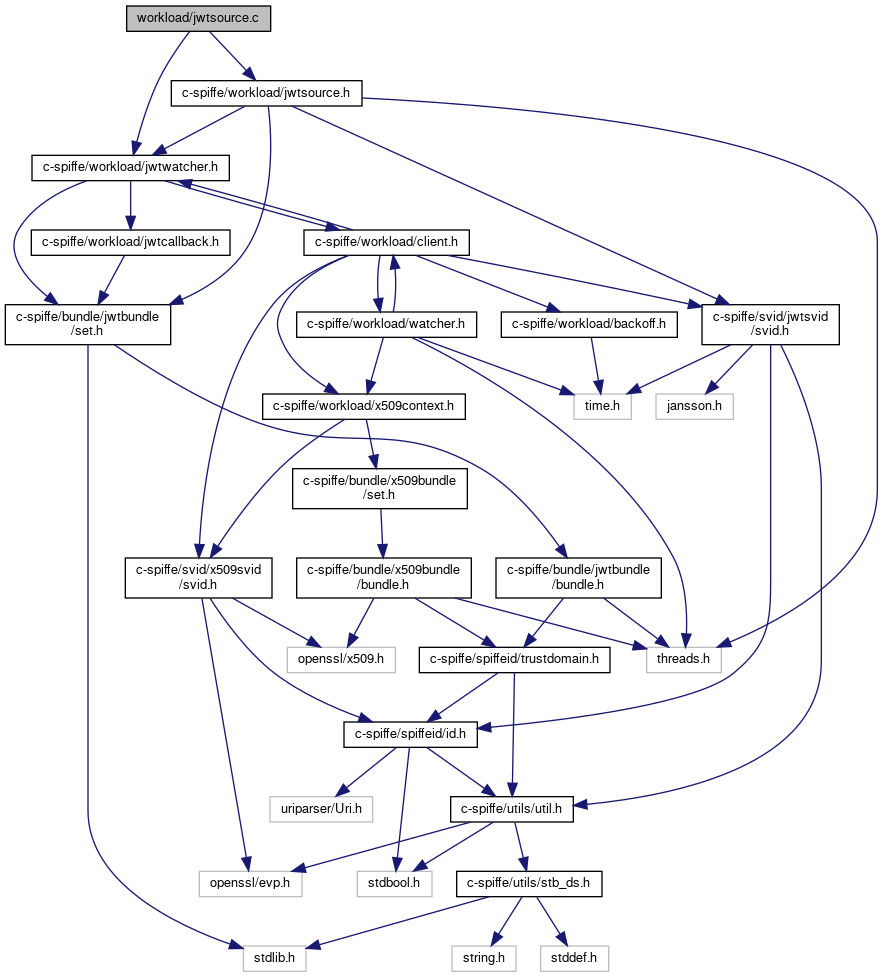 workload/jwtsource.c
c-spiffe/workload/jwtsource.h
c-spiffe/workload/jwtwatcher.h
c-spiffe/workload/jwtcallback.h
c-spiffe/workload/client.h
c-spiffe/bundle/jwtbundle
/set.h
c-spiffe/workload/watcher.h
c-spiffe/workload/backoff.h
c-spiffe/svid/jwtsvid
/svid.h
c-spiffe/workload/x509context.h
time.h
jansson.h
c-spiffe/bundle/x509bundle
/set.h
c-spiffe/svid/x509svid
/svid.h
c-spiffe/bundle/x509bundle
/bundle.h
c-spiffe/bundle/jwtbundle
/bundle.h
openssl/x509.h
c-spiffe/spiffeid/trustdomain.h
threads.h
c-spiffe/spiffeid/id.h
uriparser/Uri.h
c-spiffe/utils/util.h
openssl/evp.h
stdbool.h
c-spiffe/utils/stb_ds.h
stdlib.h
string.h
stddef.h